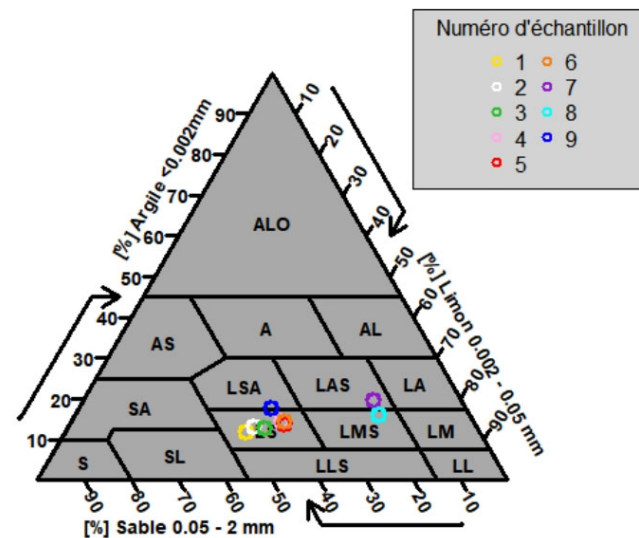 Numéro d'échantillon
1 6
2 7
3 8
4 9
5
[%] Argile <0.002mm
90
80
70
60
50
40
30
20
10
[%] Limon 0.002 - 0.05 mm
10
20
30
40
50
60
70
80
90
ALO
AS A AL
LSA LAS LA
SA
LMS LM
S SL LLS LL
90 80 70 60 50 40 30 20 10
[%] Sable 0.05 - 2 mm